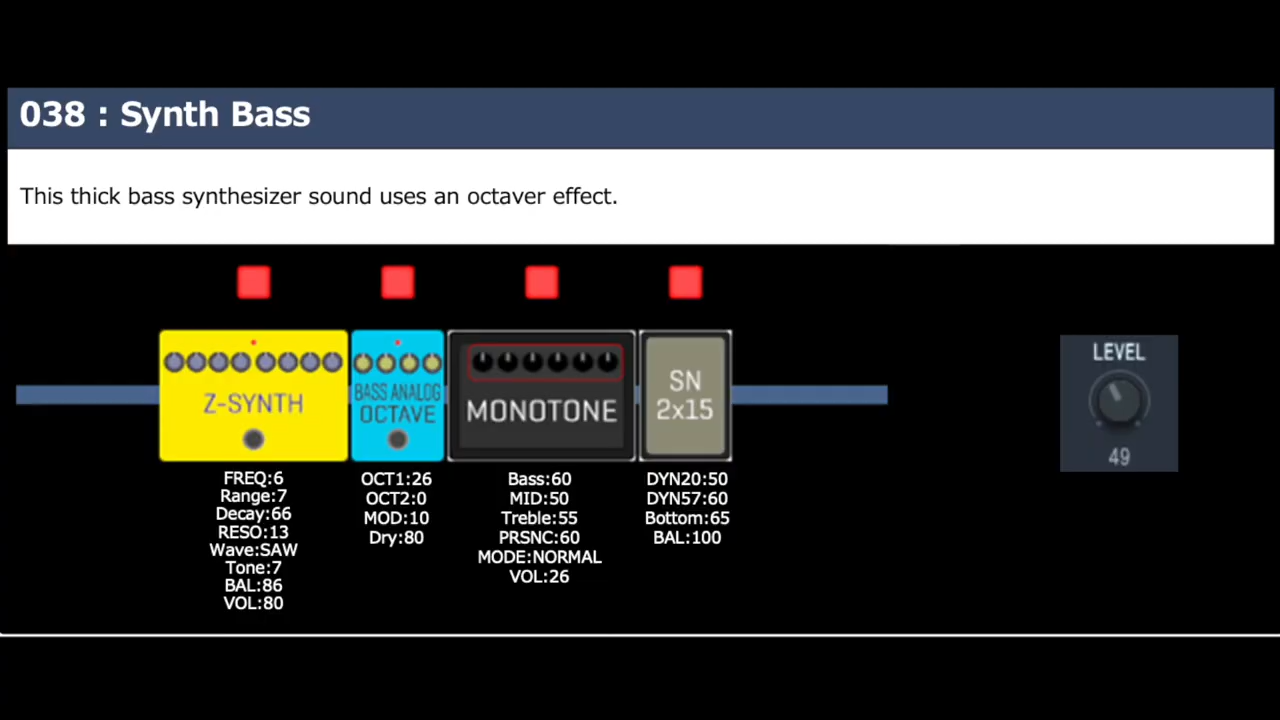 038 : Synth Bass
This thick bass synthesizer sound uses an octaver effect.
Z-SYNTH
FREQ:6
Range:7
Decay:66
RESO:13
Wave:SAW
Tone:7
BAL:86
VOL:80
BASS ANALOG
OCTAVE
OCT1:26
OCT2:0
MOD:10
Dry:80
MONOTONE
Bass:60
MID:50
Treble:55
PRSNC:60
MODE:NORMAL
VOL:26
SN
2x15
DYN20:50
DYN57:60
Bottom:65
BAL:100
LEVEL
49